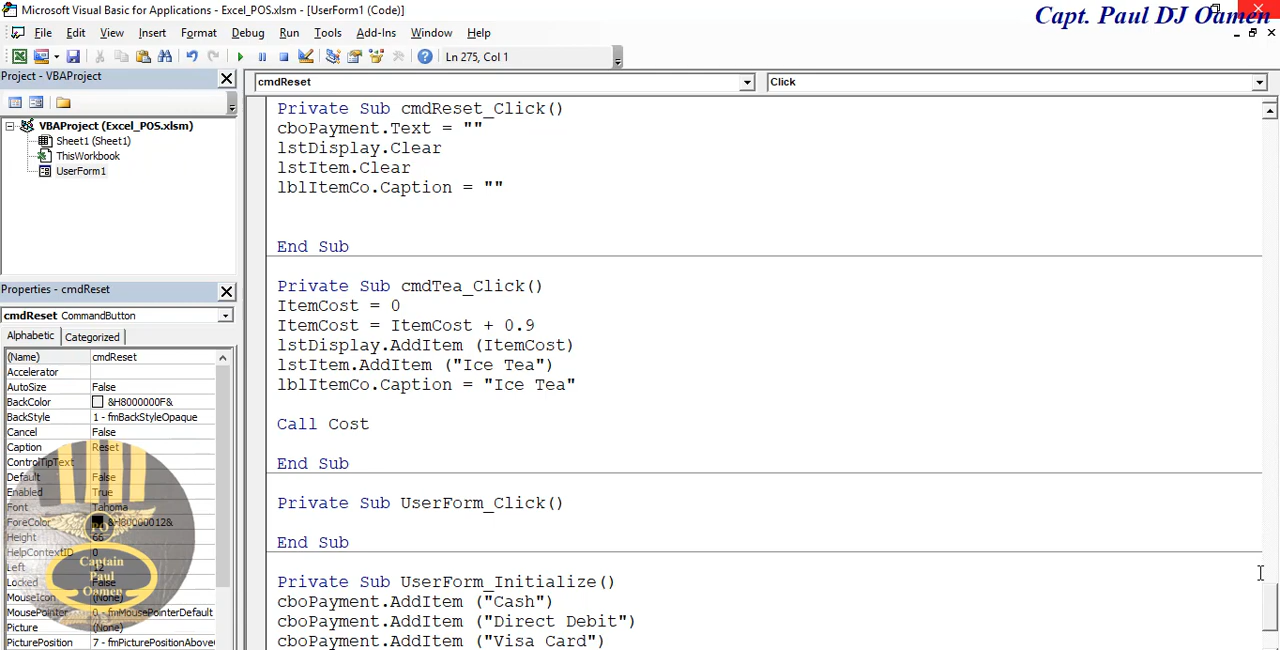 Microsoft Visual Basic for Applications - Excel_POS.xlsm - [UserForm1 (Code)]
Capt. Paul DJ Oamen
File Edit View Insert Format Debug Run Tools Add-Ins Window Help
Ln 275, Col 1
Project - VBAProject
VBAProject (Excel_POS.xlsm)
Sheet1 (Sheet1)
ThisWorkbook
UserForm1
Properties - cmdReset
cmdReset CommandButton
Alphabetic Categorized
(Name) cmdReset
Accelerator
AutoSize False
BackColor &H8000000F&
BackStyle 1 - fmBackStyleOpaque
Cancel False
Caption Reset
ControlTipText
Default False
Enabled True
Font Tahoma
ForeColor &H80000012&
Height 66
HelpContextID 0
Left 12
Locked False
MouseIcon (None)
MousePointer 0 - fmMousePointerDefault
Picture (None)
PicturePosition 7 - fmPicturePositionAbove
Captain
Paul
Oamen
cmdReset Click
Private Sub cmdReset_Click()
cboPayment.Text = ""
lstDisplay.Clear
lstItem.Clear
lblItemCo.Caption = ""
End Sub
Private Sub cmdTea_Click()
ItemCost = 0
ItemCost = ItemCost + 0.9
lstDisplay.AddItem (ItemCost)
lstItem.AddItem ("Ice Tea")
lblItemCo.Caption = "Ice Tea"
Call Cost
End Sub
Private Sub UserForm_Click()
End Sub
Private Sub UserForm_Initialize()
cboPayment.AddItem ("Cash")
cboPayment.AddItem ("Direct Debit")
cboPayment.AddItem ("Visa Card")